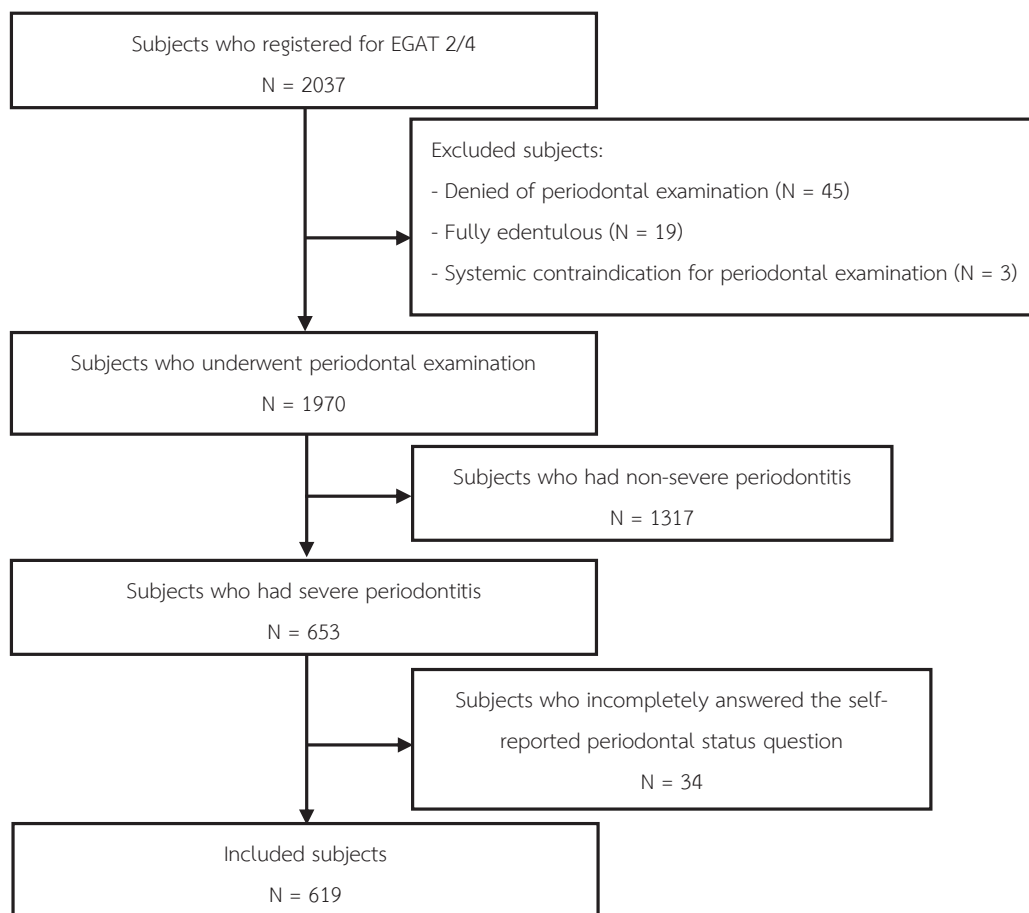 Subjects who registered for EGAT 2/4
N = 2037
Excluded subjects:
- Denied of periodontal examination (N = 45)
- Fully edentulous (N = 19)
- Systemic contraindication for periodontal examination (N = 3)
Subjects who underwent periodontal examination
N = 1970
Subjects who had non-severe periodontitis
N = 1317
Subjects who had severe periodontitis
N = 653
Subjects who incompletely answered the self-
reported periodontal status question
N = 34
Included subjects
N = 619